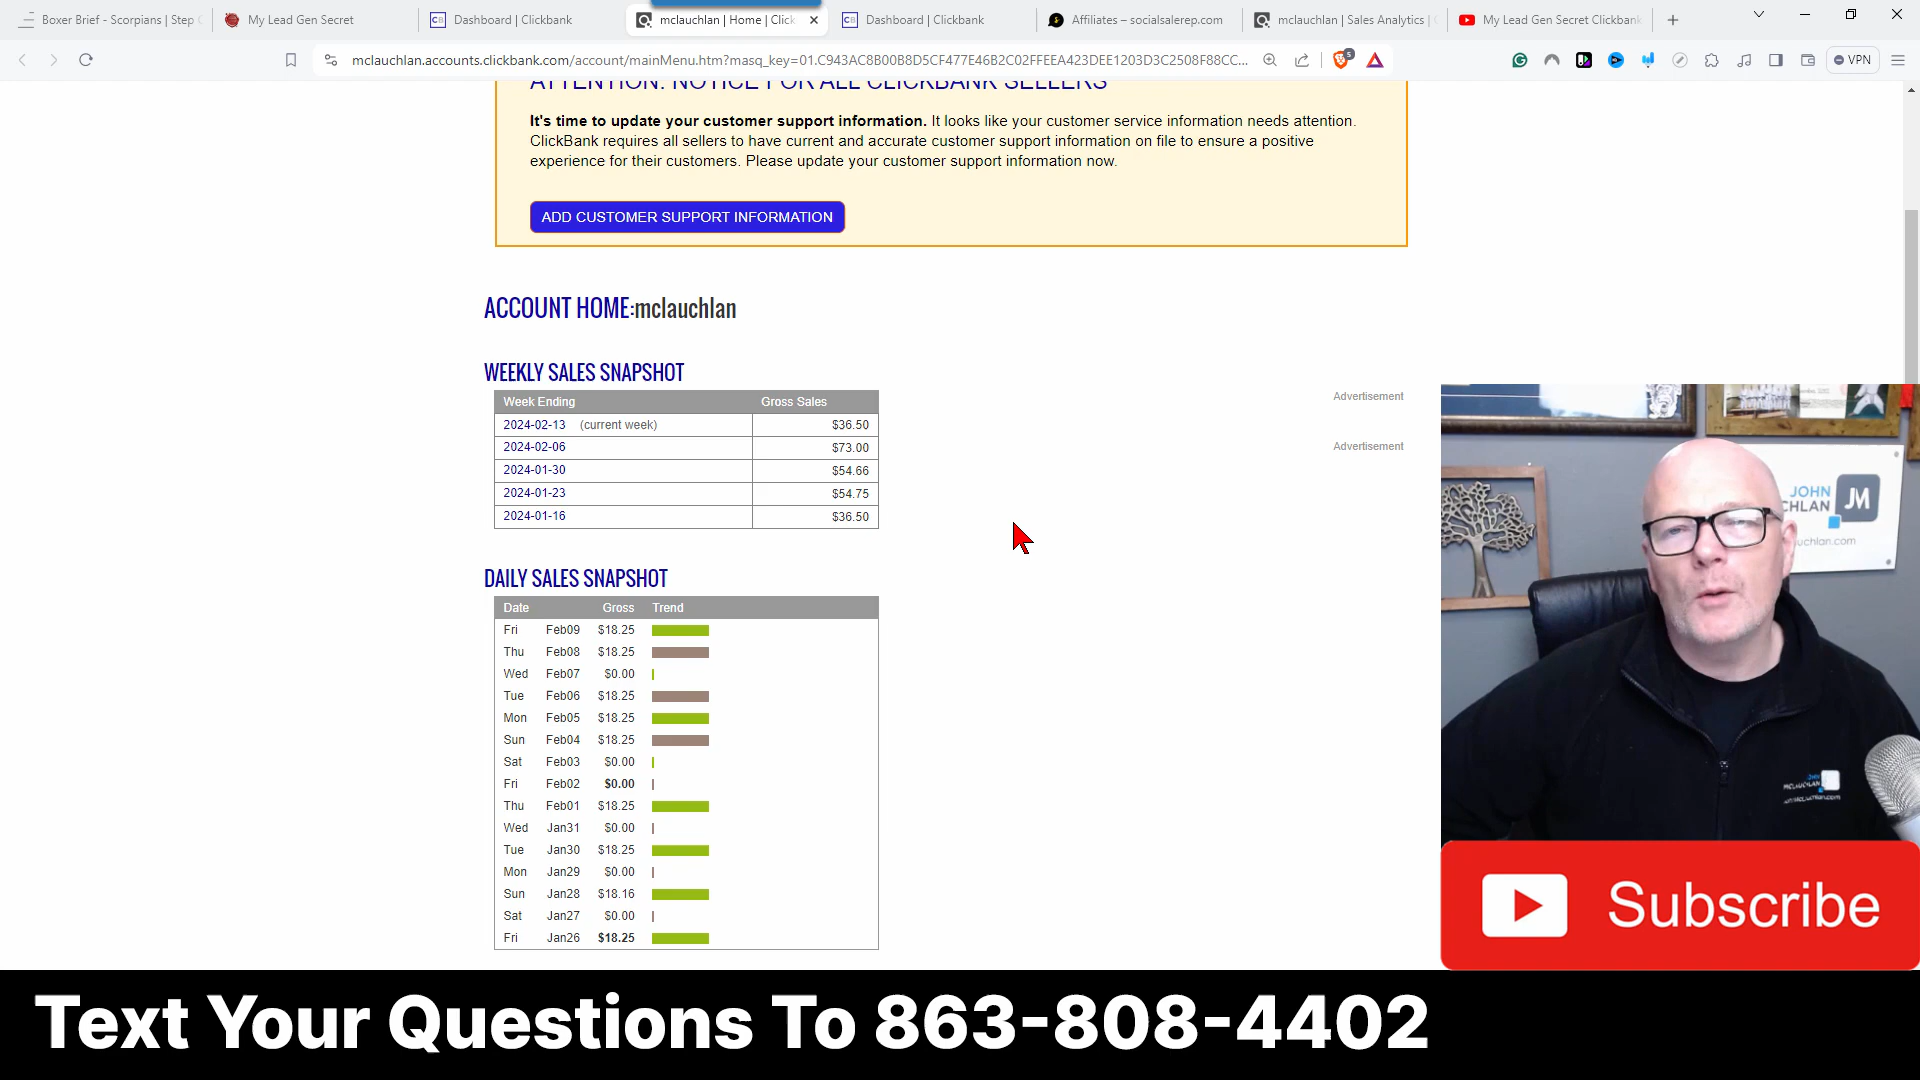 Boxer Brief - Scorpians | Step
My Lead Gen Secret
Dashboard | Clickbank
mclauchlan | Home | Click
Dashboard | Clickbank
Affiliates – socialsalerep.com
mclauchlan | Sales Analytics |
My Lead Gen Secret Clickbank
mclauchlan.accounts.clickbank.com/account/mainMenu.htm?masq_key=01.C943AC8B00B8D5CF477E46B2C02FFEEA423DEE1203D3C2508F88CC...
5
VPN
ATTENTION: NOTICE FOR ALL CLICKBANK SELLERS
It's time to update your customer support information. It looks like your customer service information needs attention.
ClickBank requires all sellers to have current and accurate customer support information on file to ensure a positive
experience for their customers. Please update your customer support information now.
ADD CUSTOMER SUPPORT INFORMATION
ACCOUNT HOME:mclauchlan
WEEKLY SALES SNAPSHOT
Week Ending Gross Sales
2024-02-13 (current week) $36.50
2024-02-06 $73.00
2024-01-30 $54.66
2024-01-23 $54.75
2024-01-16 $36.50
Advertisement
Advertisement
DAILY SALES SNAPSHOT
Date Gross Trend
Fri Feb09 $18.25
Thu Feb08 $18.25
Wed Feb07 $0.00
Tue Feb06 $18.25
Mon Feb05 $18.25
Sun Feb04 $18.25
Sat Feb03 $0.00
Fri Feb02 $0.00
Thu Feb01 $18.25
Wed Jan31 $0.00
Tue Jan30 $18.25
Mon Jan29 $0.00
Sun Jan28 $18.16
Sat Jan27 $0.00
Fri Jan26 $18.25
JOHN
CHLAN JM
uchlan.com
Subscribe
Text Your Questions To 863-808-4402